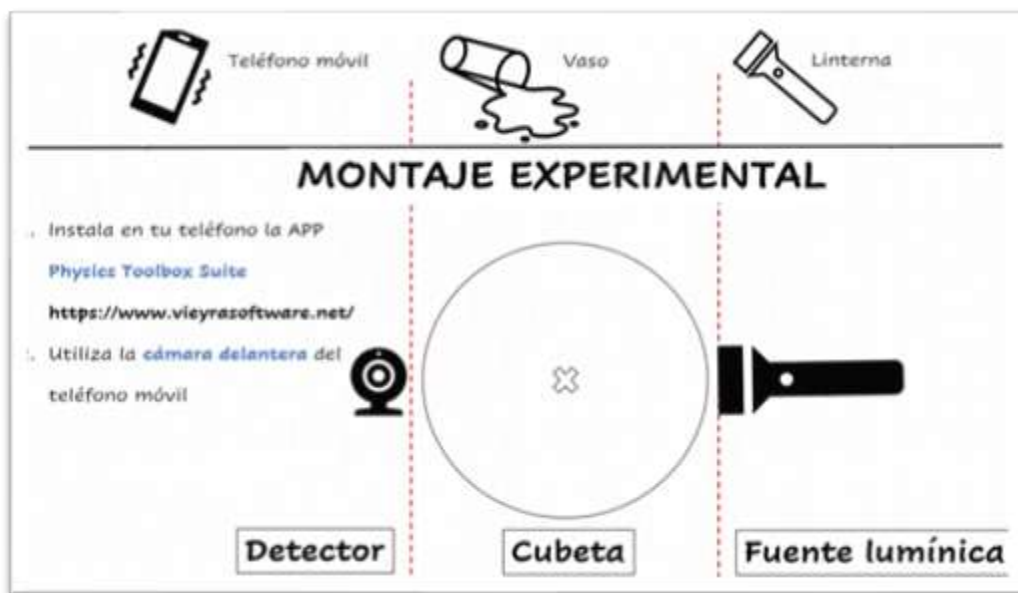 Teléfono móvil
Vaso
Linterna
MONTAJE EXPERIMENTAL
. Instala en tu teléfono la APP
Physics Toolbox Suite
https://www.vieyrasoftware.net/
. Utiliza la cámara delantera del
teléfono móvil
Detector
Cubeta
Fuente lumínica